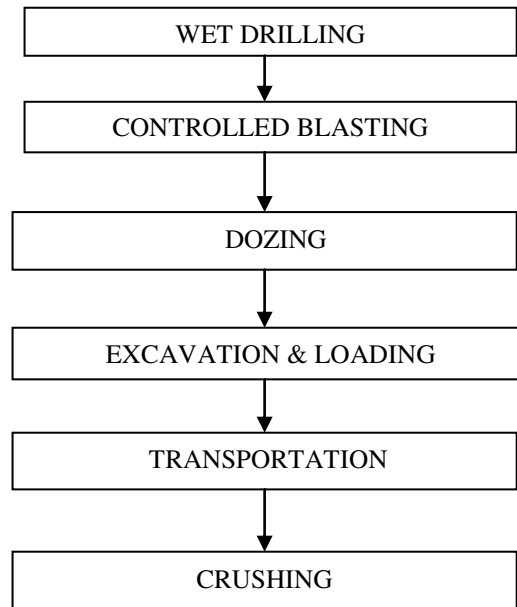 WET DRILLING
CONTROLLED BLASTING
DOZING
EXCAVATION & LOADING
TRANSPORTATION
CRUSHING